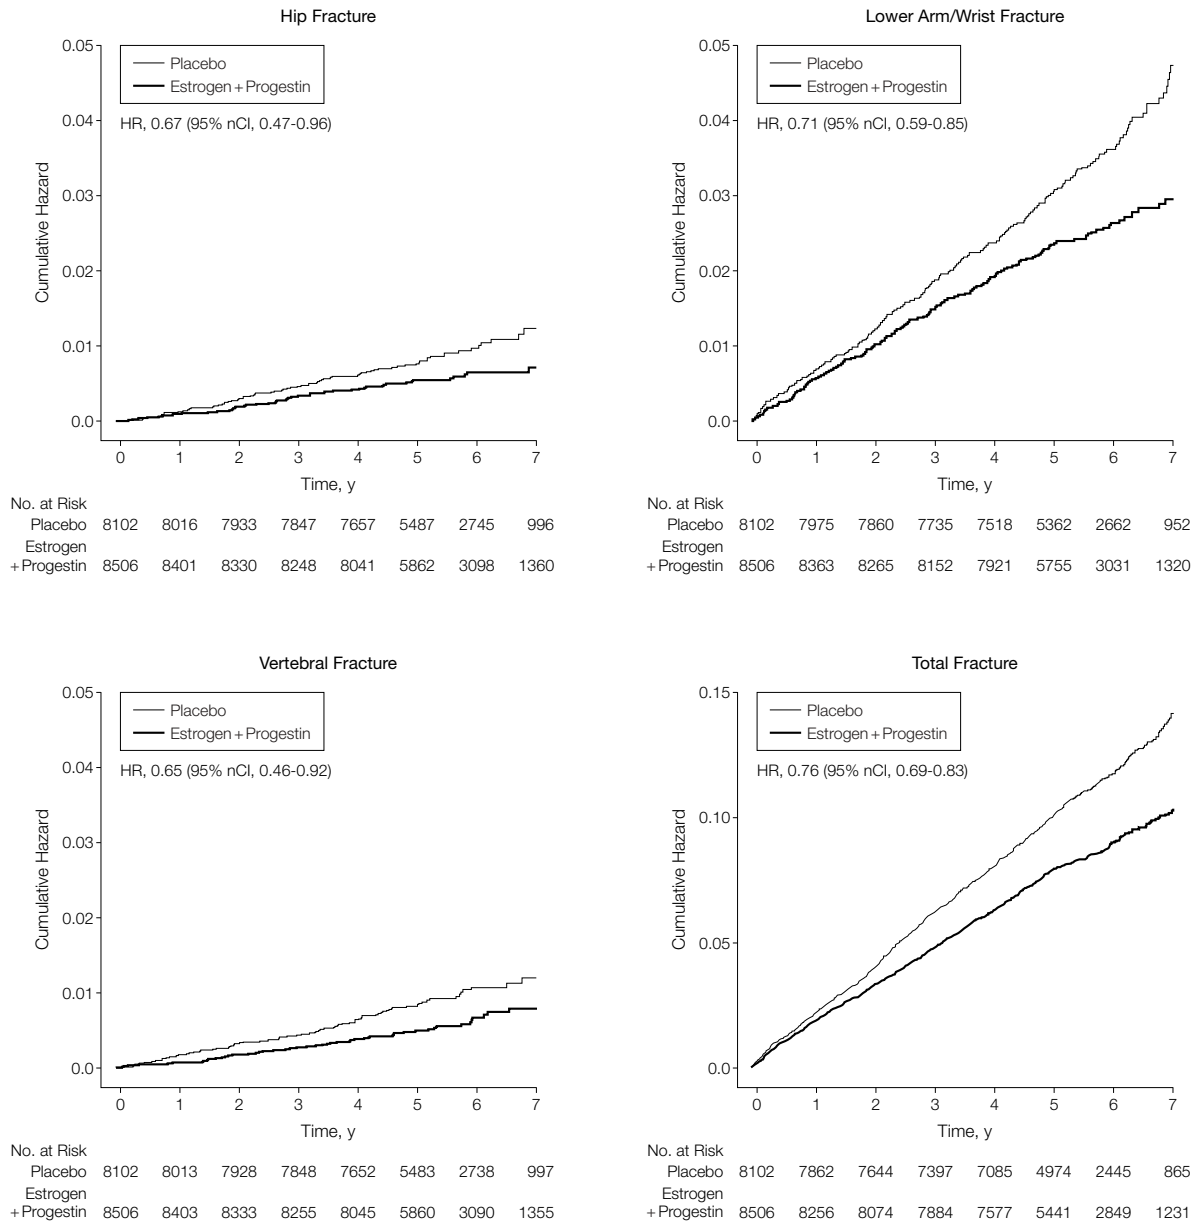 Hip Fracture
0.05
0.04
0.03
0.02
0.01
0.0
Cumulative Hazard
Placebo
Estrogen + Progestin
HR, 0.67 (95% nCI, 0.47-0.96)
0 1 2 3 4 5 6 7
Time, y
No. at Risk
Placebo 8102 8016 7933 7847 7657 5487 2745 996
Estrogen
+ Progestin 8506 8401 8330 8248 8041 5862 3098 1360
Lower Arm/Wrist Fracture
0.05
0.04
0.03
0.02
0.01
0.0
Cumulative Hazard
Placebo
Estrogen + Progestin
HR, 0.71 (95% nCI, 0.59-0.85)
0 1 2 3 4 5 6 7
Time, y
No. at Risk
Placebo 8102 7975 7860 7735 7518 5362 2662 952
Estrogen
+ Progestin 8506 8363 8265 8152 7921 5755 3031 1320
Vertebral Fracture
0.05
0.04
0.03
0.02
0.01
0.0
Cumulative Hazard
Placebo
Estrogen + Progestin
HR, 0.65 (95% nCI, 0.46-0.92)
0 1 2 3 4 5 6 7
Time, y
No. at Risk
Placebo 8102 8013 7928 7848 7652 5483 2738 997
Estrogen
+ Progestin 8506 8403 8333 8255 8045 5860 3090 1355
Total Fracture
0.15
0.10
0.05
0.0
Cumulative Hazard
Placebo
Estrogen + Progestin
HR, 0.76 (95% nCI, 0.69-0.83)
0 1 2 3 4 5 6 7
Time, y
No. at Risk
Placebo 8102 7862 7644 7397 7085 4974 2445 865
Estrogen
+ Progestin 8506 8256 8074 7884 7577 5441 2849 1231